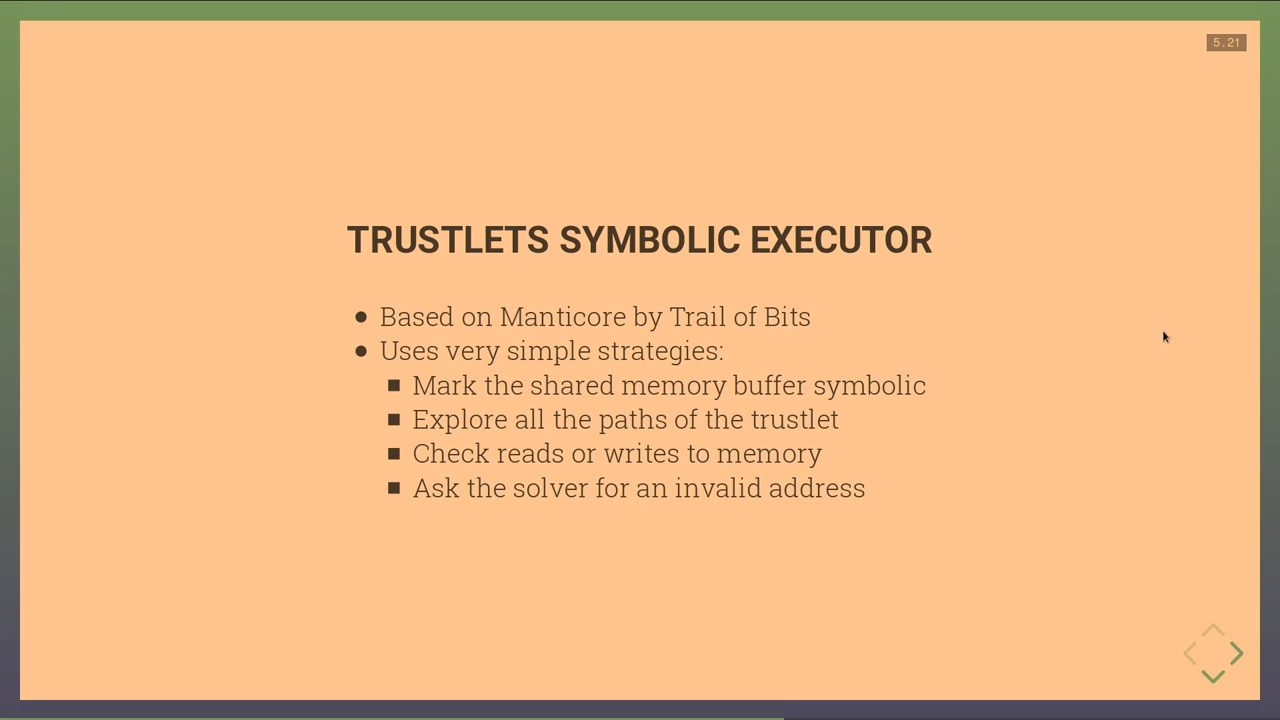 5.21
TRUSTLETS SYMBOLIC EXECUTOR
Based on Manticore by Trail of Bits
Uses very simple strategies:
Mark the shared memory buffer symbolic
Explore all the paths of the trustlet
Check reads or writes to memory
Ask the solver for an invalid address